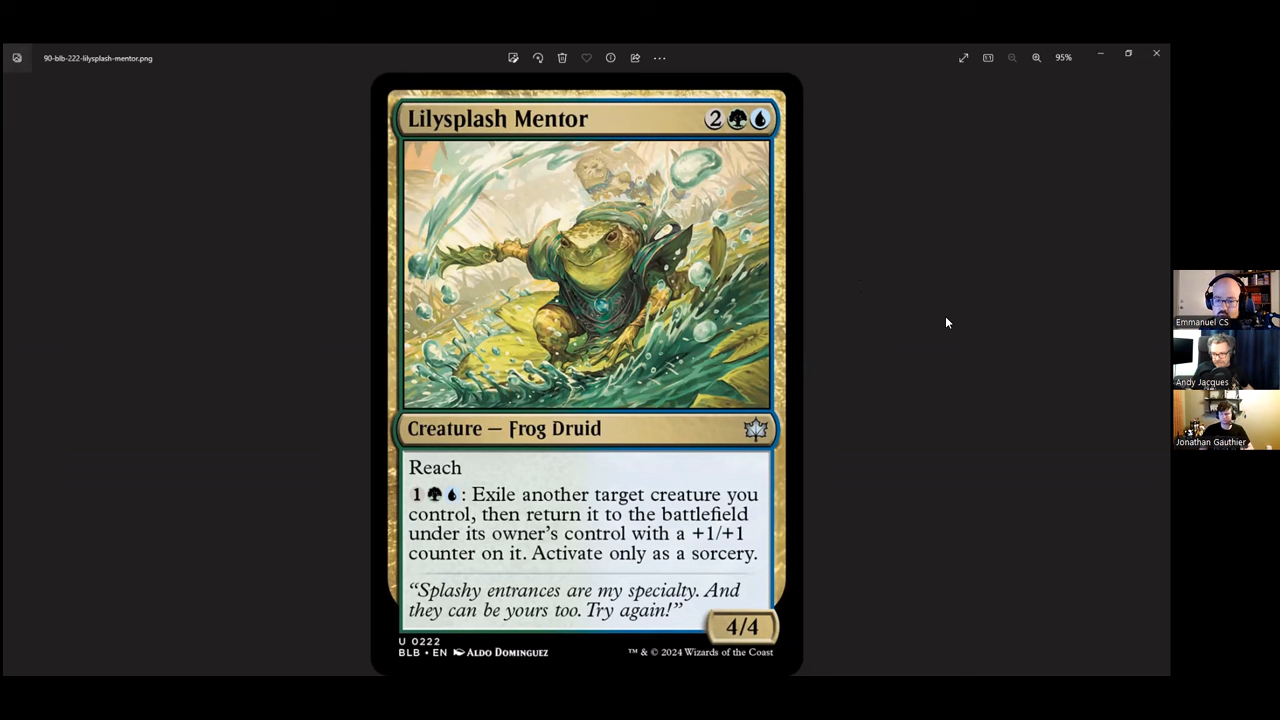 90-blb-222-lilysplash-mentor.png
95%
Lilysplash Mentor
2
Creature — Frog Druid
Reach
1 : Exile another target creature you
control, then return it to the battlefield
under its owner's control with a +1/+1
counter on it. Activate only as a sorcery.
“Splashy entrances are my specialty. And
they can be yours too. Try again!”
4/4
U 0222
BLB • EN ALDO DOMINGUEZ
™ & © 2024 Wizards of the Coast
Emmanuel CS
Andy Jacques
Jonathan Gauthier